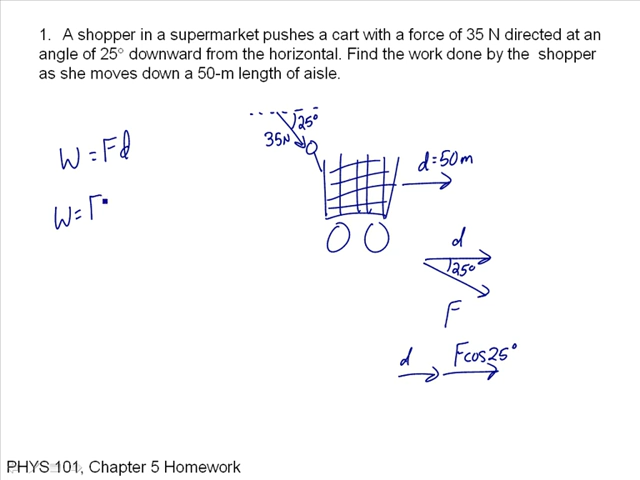 1. A shopper in a supermarket pushes a cart with a force of 35 N directed at an
angle of 25° downward from the horizontal. Find the work done by the shopper
as she moves down a 50-m length of aisle.
25°
35N
W = Fd
d=50m
W=F
d
25°
F
d
Fcos25°
PHYS 101, Chapter 5 Homework